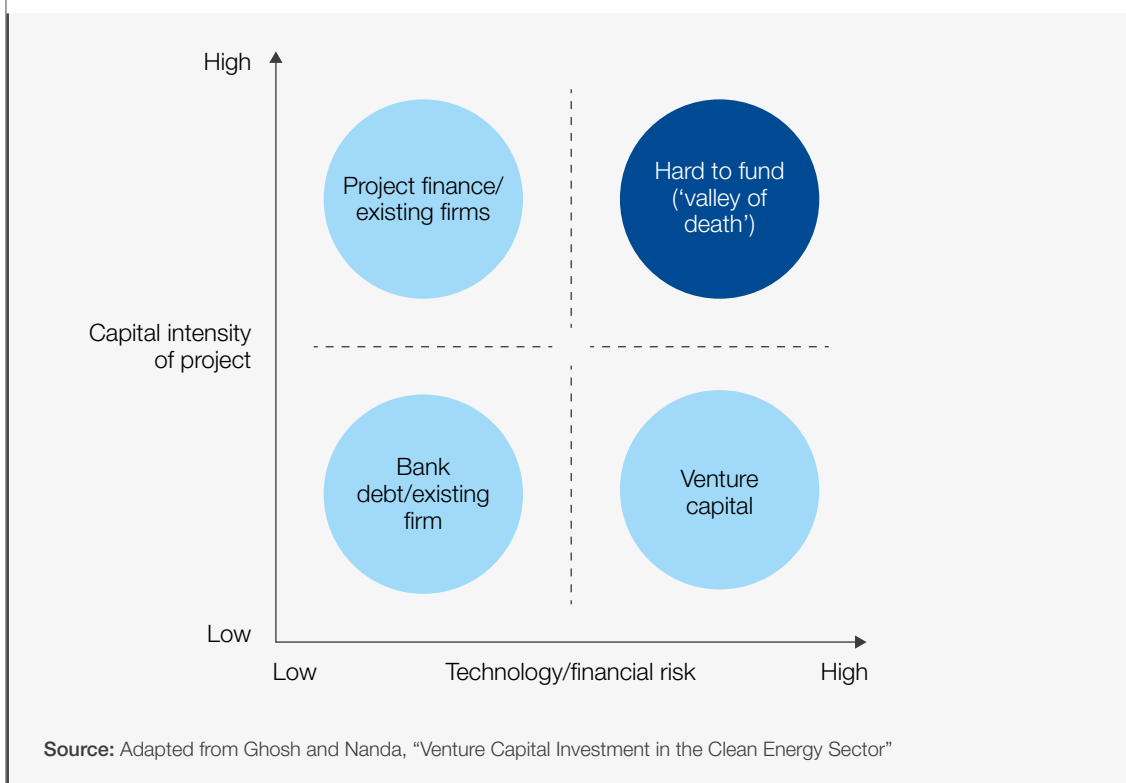 High
Project finance/
existing firms
Hard to fund
(‘valley of
death’)
Capital intensity
of project
Bank
debt/existing
firm
Venture
capital
Low
Low
Technology/financial risk
High
Source: Adapted from Ghosh and Nanda, “Venture Capital Investment in the Clean Energy Sector”